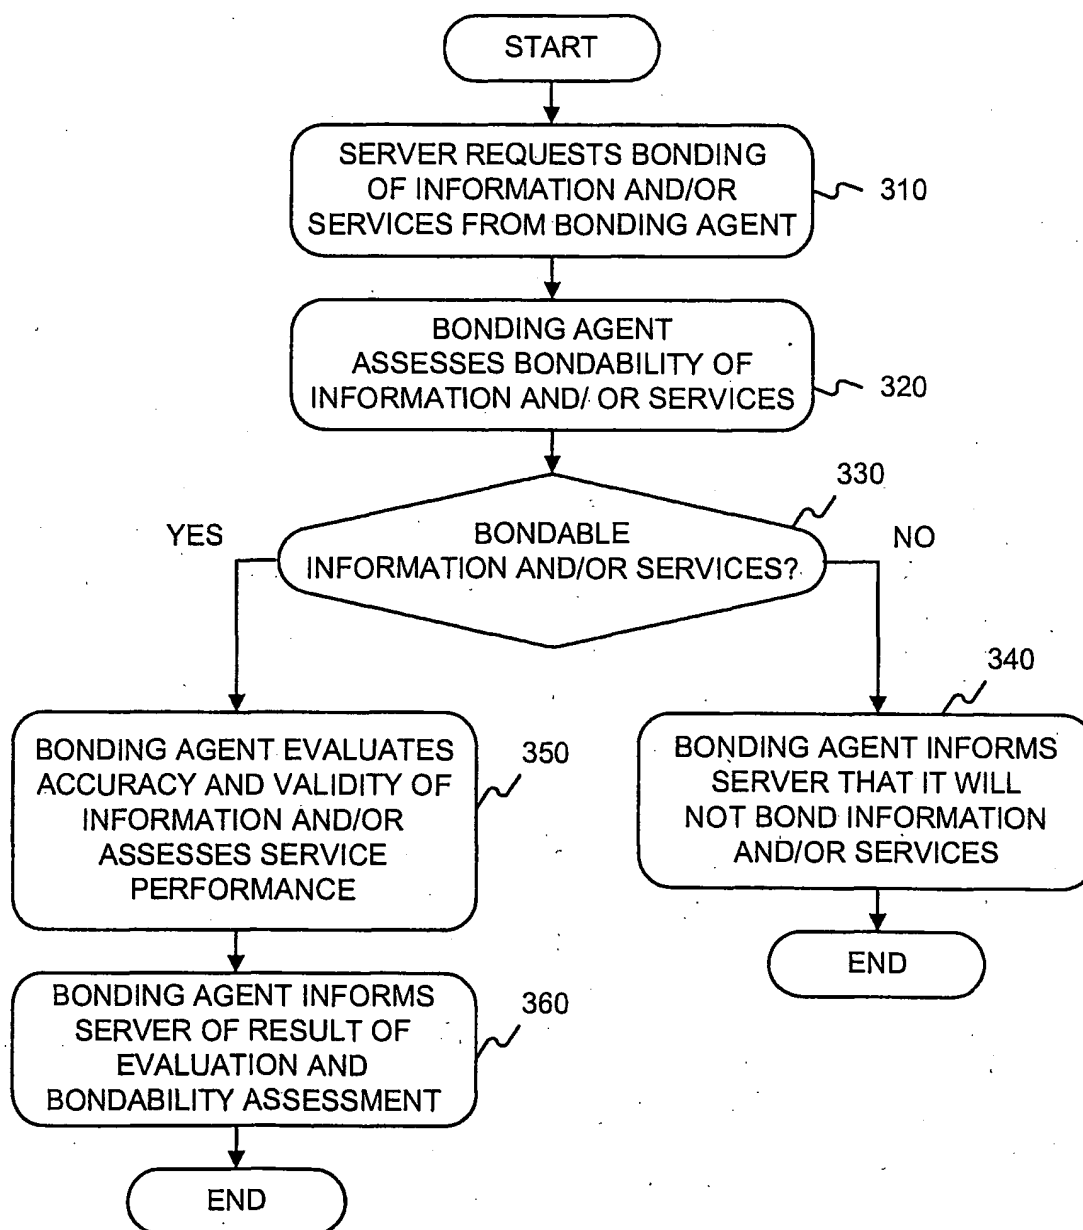 START
SERVER REQUESTS BONDING
OF INFORMATION AND/OR
SERVICES FROM BONDING AGENT
310
BONDING AGENT
ASSESSES BONDABILITY OF
INFORMATION AND/ OR SERVICES
320
330
YES
BONDABLE
INFORMATION AND/OR SERVICES?
NO
340
BONDING AGENT EVALUATES
ACCURACY AND VALIDITY OF
INFORMATION AND/OR
ASSESSES SERVICE
PERFORMANCE
350
BONDING AGENT INFORMS
SERVER THAT IT WILL
NOT BOND INFORMATION
AND/OR SERVICES
END
BONDING AGENT INFORMS
SERVER OF RESULT OF
EVALUATION AND
BONDABILITY ASSESSMENT
360
END